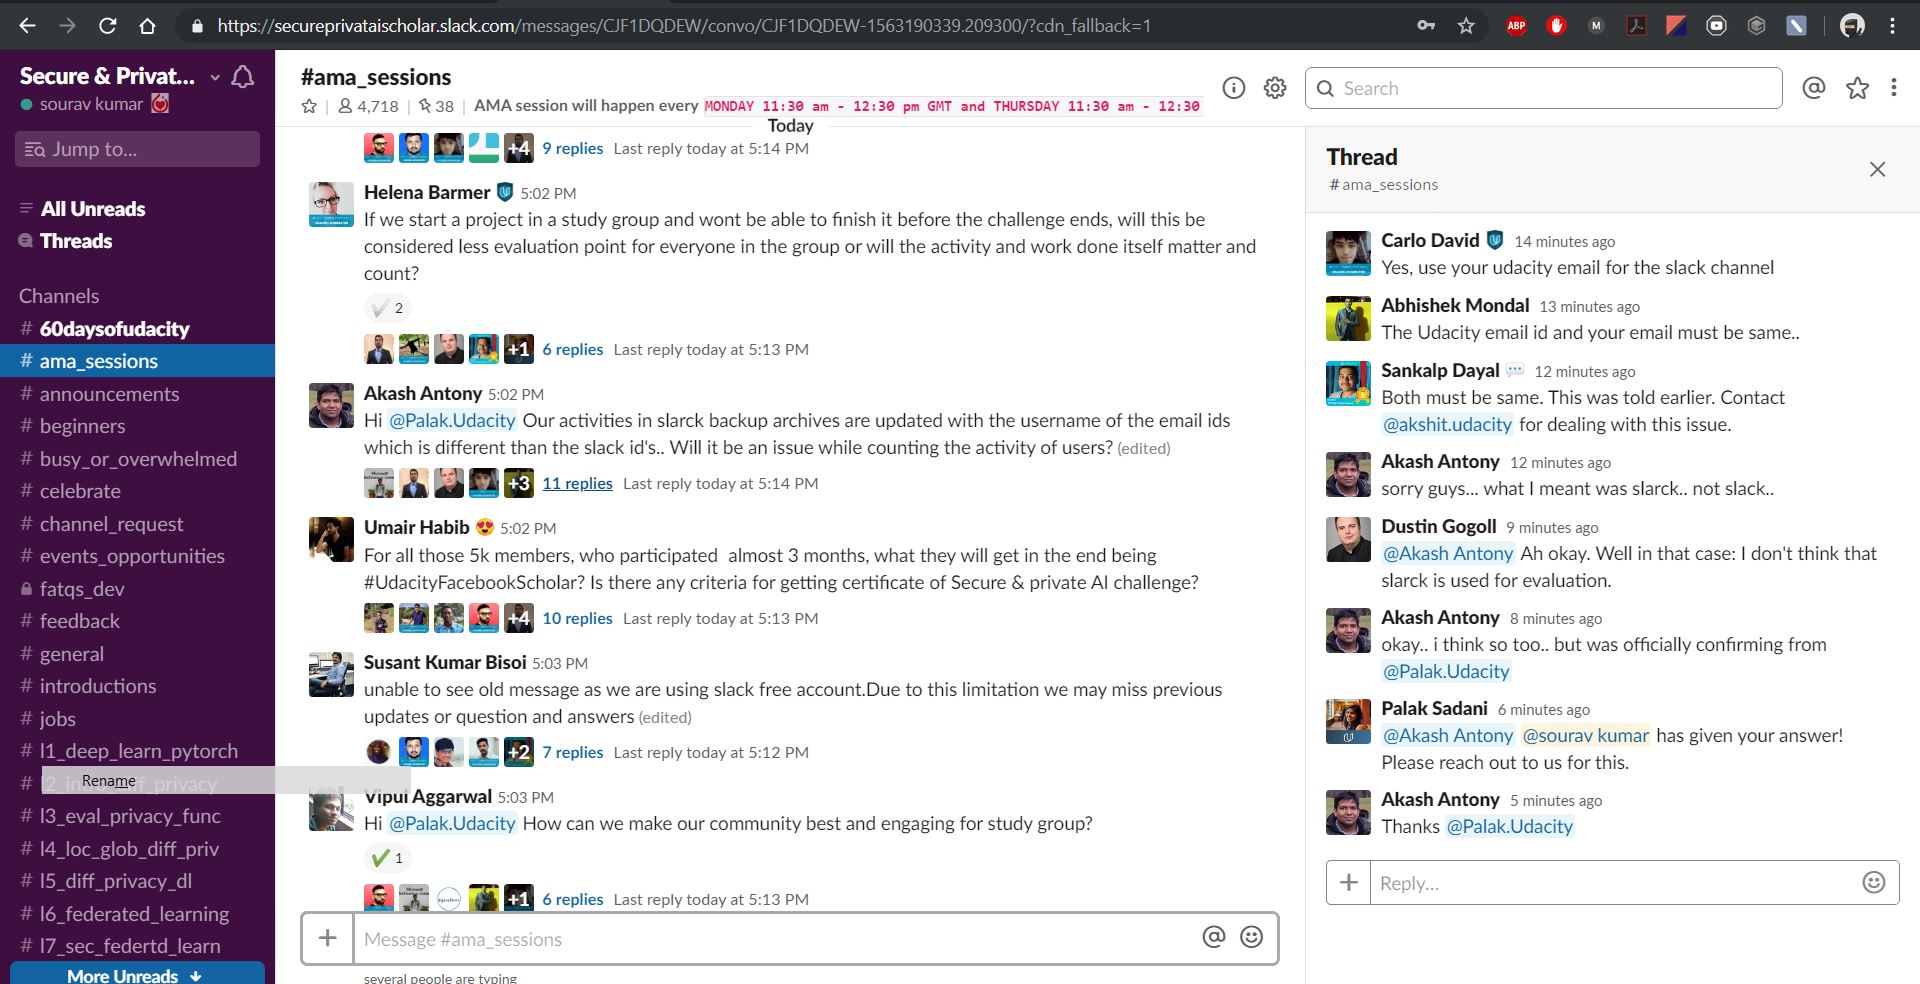 https://secureprivataischolar.slack.com/messages/CJF1DQDEW/convo/CJF1DQDEW-1563190339.209300/?cdn_fallback=1
ABP
M
Secure & Privat...
sourav kumar
Jump to...
All Unreads
Threads
Channels
# 60daysofudacity
# ama_sessions
# announcements
# beginners
# busy_or_overwhelmed
# celebrate
# channel_request
# events_opportunities
fatqs_dev
# feedback
# general
# introductions
# jobs
# l1_deep_learn_pytorch
Rename
# l3_eval_privacy_func
# l4_loc_glob_diff_priv
# l5_diff_privacy_dl
# l6_federated_learning
# l7_sec_federtd_learn
More Unreads
#ama_sessions
4,718 | 38 | AMA session will happen every MONDAY 11:30 am - 12:30 pm GMT and THURSDAY 11:30 am - 12:30
Search
Today
+4 9 replies Last reply today at 5:14 PM
Helena Barmer 5:02 PM
If we start a project in a study group and wont be able to finish it before the challenge ends, will this be
considered less evaluation point for everyone in the group or will the activity and work done itself matter and
count?
2
+1 6 replies Last reply today at 5:13 PM
Akash Antony 5:02 PM
Hi @Palak.Udacity Our activities in slarck backup archives are updated with the username of the email ids
which is different than the slack id's.. Will it be an issue while counting the activity of users? (edited)
+3 11 replies Last reply today at 5:14 PM
Umair Habib 5:02 PM
For all those 5k members, who participated almost 3 months, what they will get in the end being
#UdacityFacebookScholar? Is there any criteria for getting certificate of Secure & private AI challenge?
+4 10 replies Last reply today at 5:13 PM
Susant Kumar Bisoi 5:03 PM
unable to see old message as we are using slack free account.Due to this limitation we may miss previous
updates or question and answers (edited)
+2 7 replies Last reply today at 5:12 PM
Vipul Aggarwal 5:03 PM
Hi @Palak.Udacity How can we make our community best and engaging for study group?
1
+1 6 replies Last reply today at 5:13 PM
Message #ama_sessions
several people are typing
Thread
# ama_sessions
Carlo David 14 minutes ago
Yes, use your udacity email for the slack channel
Abhishek Mondal 13 minutes ago
The Udacity email id and your email must be same..
Sankalp Dayal 12 minutes ago
Both must be same. This was told earlier. Contact
@akshit.udacity for dealing with this issue.
Akash Antony 12 minutes ago
sorry guys... what I meant was slarck.. not slack..
Dustin Gogoll 9 minutes ago
@Akash Antony Ah okay. Well in that case: I don't think that
slarck is used for evaluation.
Akash Antony 8 minutes ago
okay.. i think so too.. but was officially confirming from
@Palak.Udacity
Palak Sadani 6 minutes ago
@Akash Antony @sourav kumar has given your answer!
Please reach out to us for this.
Akash Antony 5 minutes ago
Thanks @Palak.Udacity
Reply...